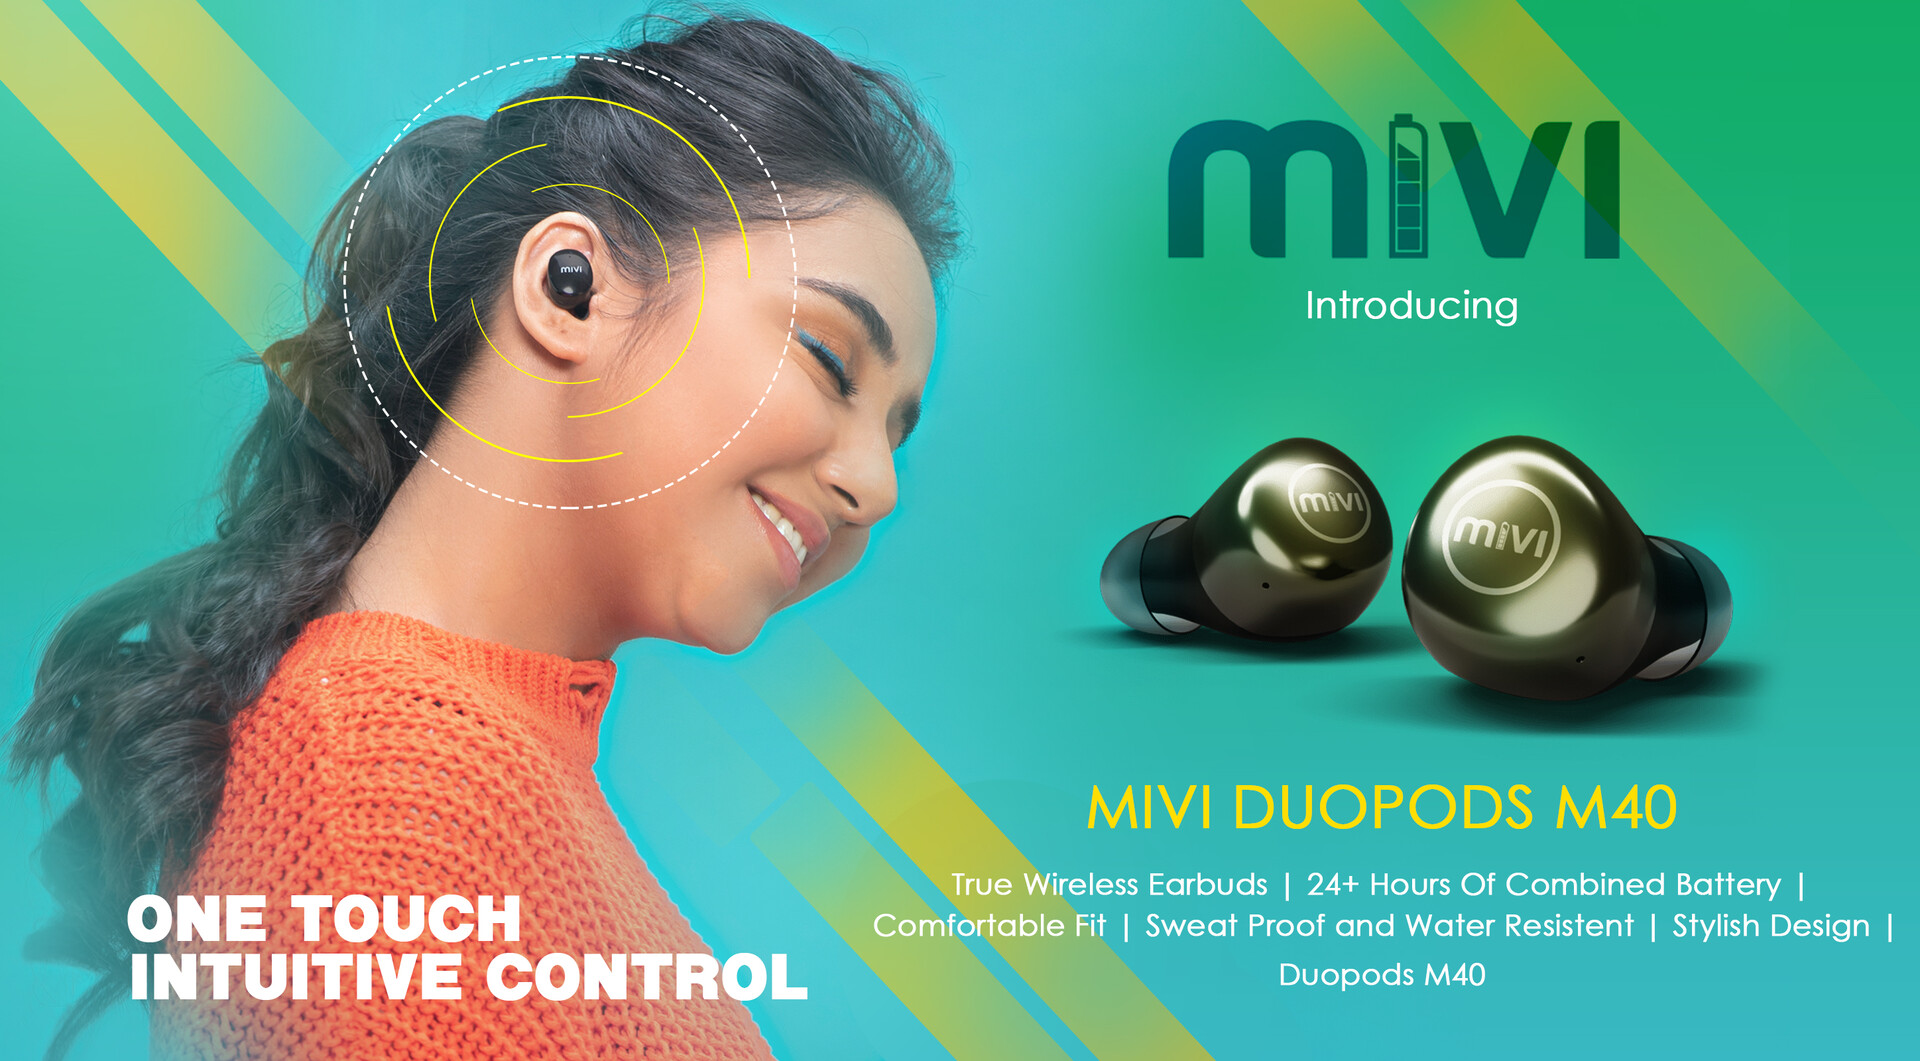 mivi
mivi
Introducing
mivi
mivi
MIVI DUOPODS M40
True Wireless Earbuds | 24+ Hours Of Combined Battery |
Comfortable Fit | Sweat Proof and Water Resistent | Stylish Design |
Duopods M40
ONE TOUCH
INTUITIVE CONTROL